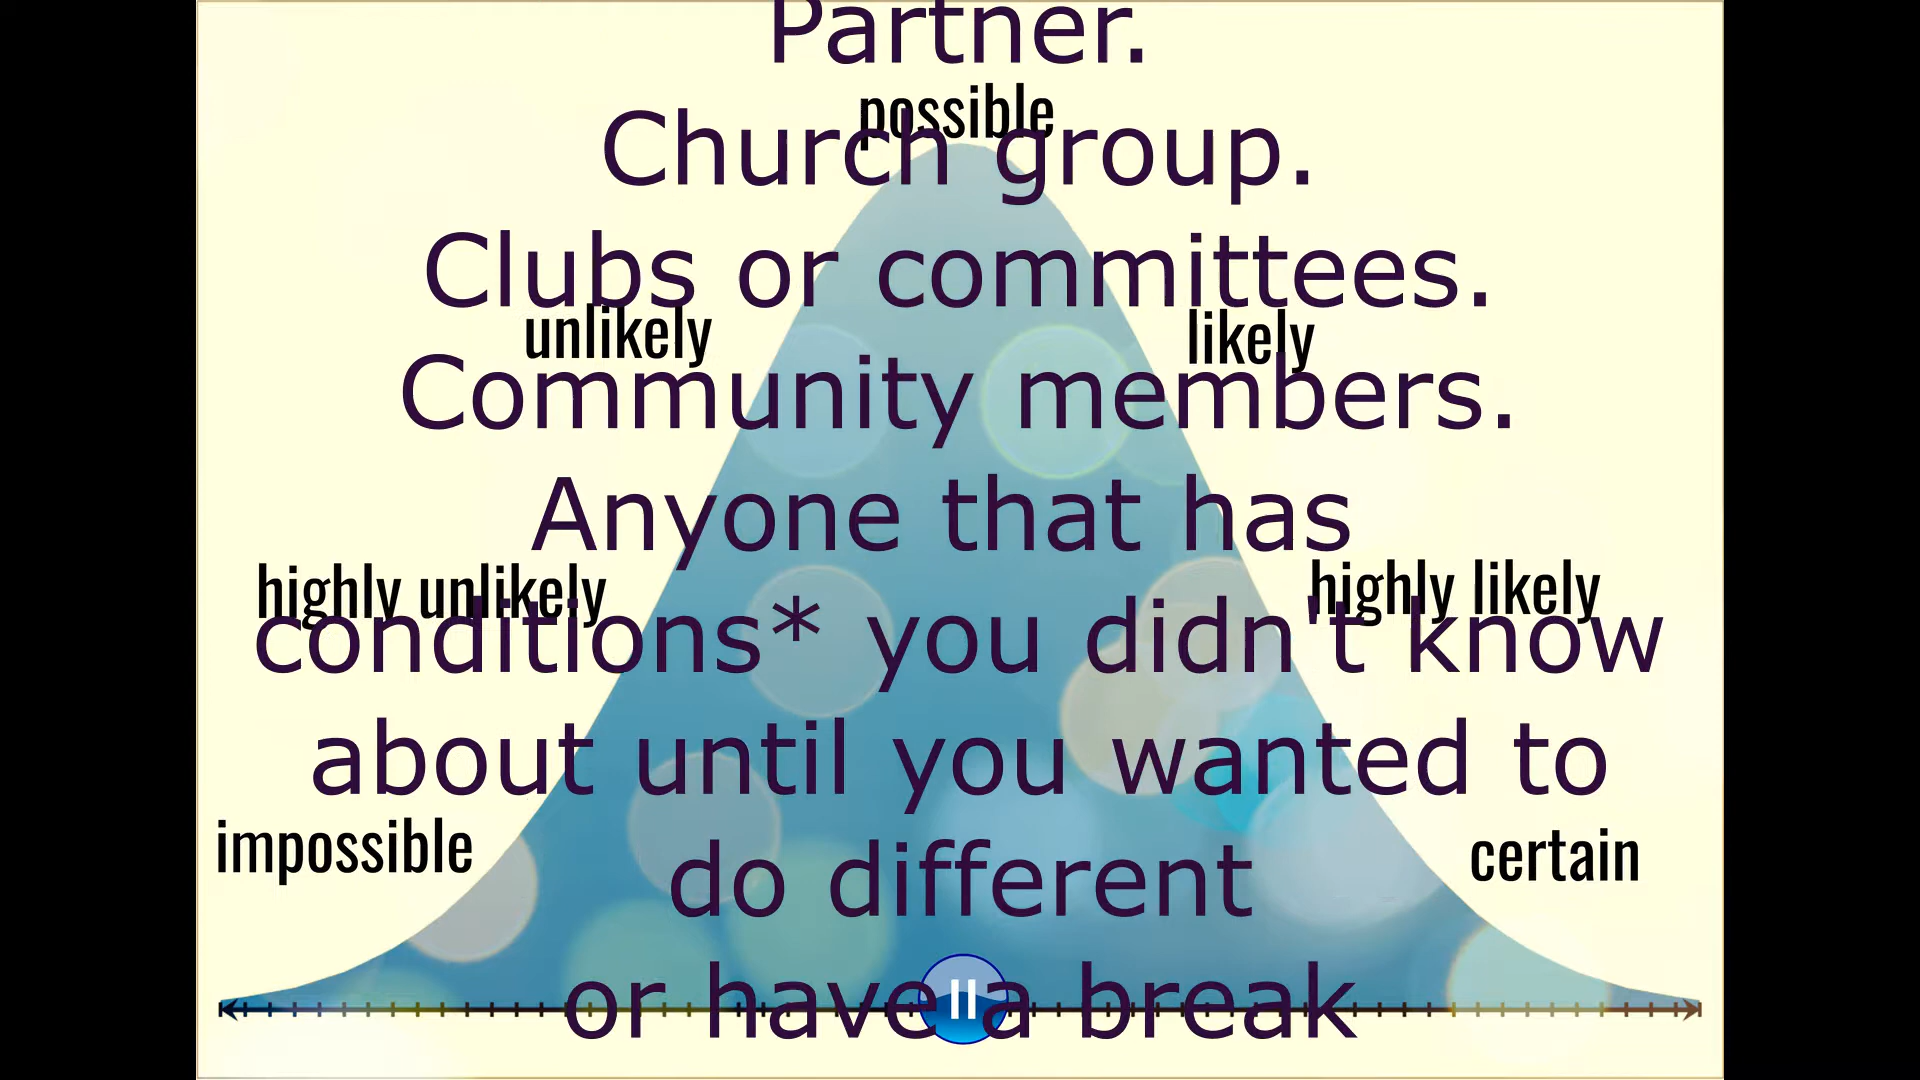 Partner.
possible
Church group.
Clubs or committees.
unlikely
likely
Community members.
Anyone that has
highly unlikely
highly likely
conditions* you didn't know
about until you wanted to
impossible
certain
do different
or have a break